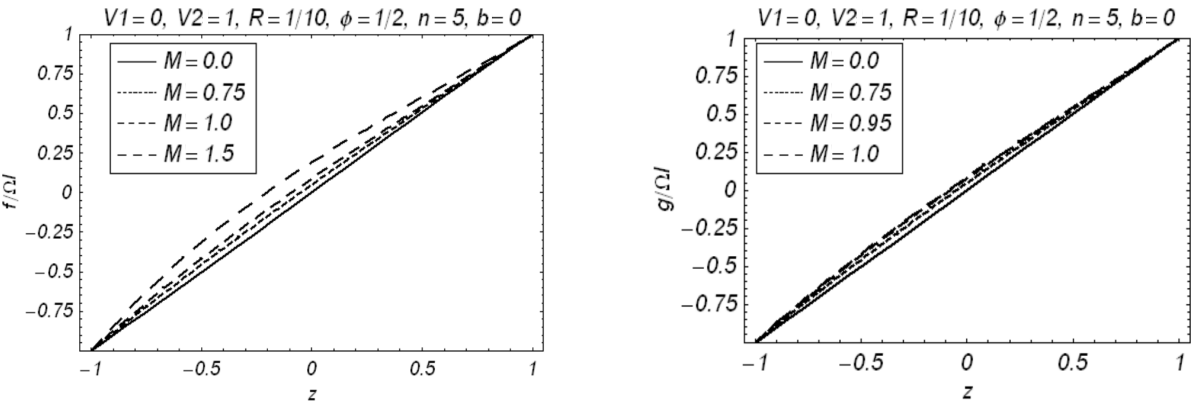 V1=0, V2=1, R=1/10, ϕ=1/2, n=5, b=0
1
0.75
0.5
0.25
0
−0.25
−0.5
−0.75
f/Ωl
M=0.0
M=0.75
M=1.0
M=1.5
−1 −0.5 0 0.5 1
z
V1=0, V2=1, R=1/10, ϕ=1/2, n=5, b=0
1
0.75
0.5
0.25
0
−0.25
−0.5
−0.75
g/Ωl
M=0.0
M=0.75
M=0.95
M=1.0
−1 −0.5 0 0.5 1
z